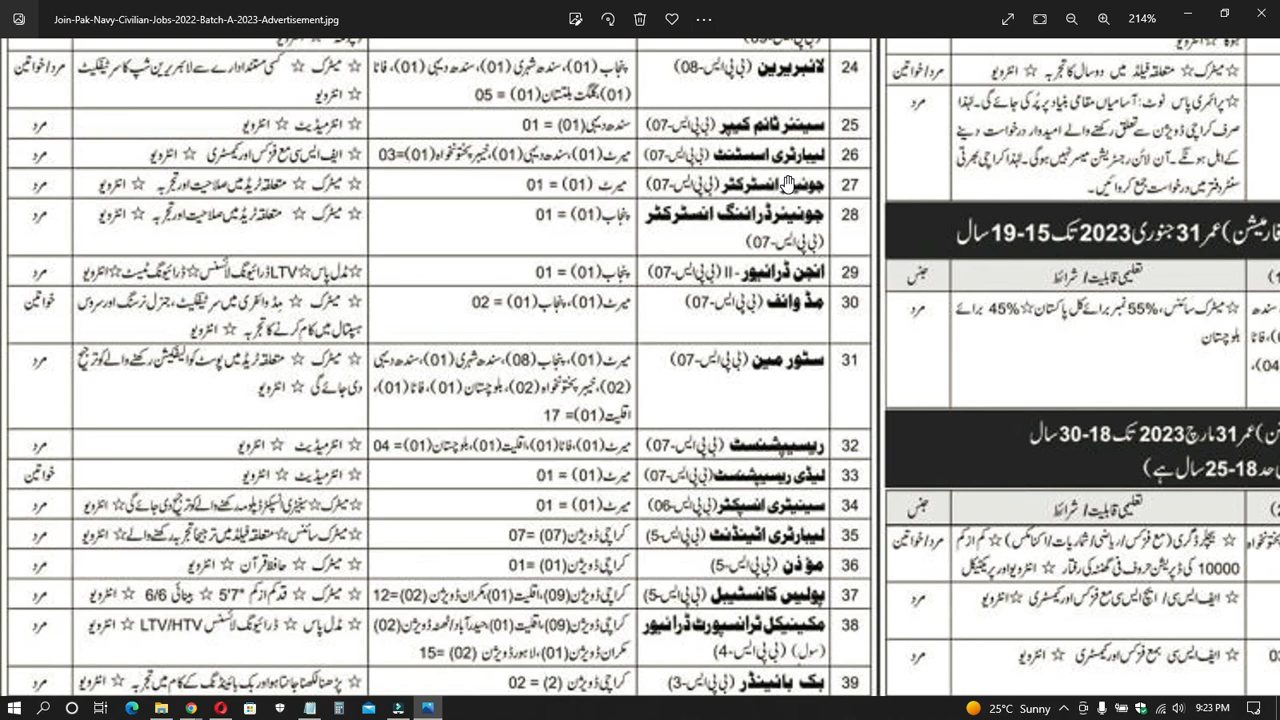 Join-Pak-Navy-Civilian-Jobs-2022-Batch-A-2023-Advertisement.jpg
214%
24 لائبریرین (بی پی ایس-08) پنجاب (01)، سندھ شہری (01)، سندھ دیہی (01)، فاٹا ☆ میٹرک ☆ کسی مستند ادارے سے لائبریرین شپ کا سرٹیفکیٹ مرد/خواتین
(01)، گلگت بلتستان (01) = 05 ☆ انٹرویو
25 سینئر ٹائم کیپر (بی پی ایس-07) سندھ دیہی (01) = 01 ☆ انٹرمیڈیٹ ☆ انٹرویو مرد
26 لیبارٹری اسسٹنٹ (بی پی ایس-07) میرٹ (01)، سندھ دیہی (01)، خیبر پختونخواہ (01)=03 ☆ ایف ایس سی مع فزکس اور کیمسٹری ☆ انٹرویو مرد
27 جونیئر انسٹرکٹر (بی پی ایس-07) میرٹ (01) = 01 ☆ میٹرک ☆ متعلقہ ٹریڈ میں صلاحیت اور تجربہ ☆ انٹرویو مرد
28 جونیئر ڈرائنگ انسٹرکٹر پنجاب (01) = 01 ☆ میٹرک ☆ متعلقہ ٹریڈ میں صلاحیت اور تجربہ ☆ انٹرویو مرد
(بی پی ایس-07)
29 انجن ڈرائیور-II (بی پی ایس-07) پنجاب (01) = 01 ☆ مڈل پاس ☆ LTV ڈرائیونگ لائسنس ☆ ڈرائیونگ ٹیسٹ ☆ انٹرویو مرد
30 مڈ وائف (بی پی ایس-07) میرٹ (01)، پنجاب (01) = 02 ☆ میٹرک ☆ مڈ وائفری میں سرٹیفکیٹ، جنرل نرسنگ اور سروس خواتین
ہسپتال میں کام کرنے کا تجربہ ☆ انٹرویو
31 سٹور مین (بی پی ایس-07) میرٹ (01)، پنجاب (08)، سندھ شہری (01)، سندھ دیہی ☆ میٹرک ☆ متعلقہ ٹریڈ میں پوسٹ کوالیفکیشن رکھنے والے کو ترجیح مرد
(02)، خیبر پختونخواہ (02)، بلوچستان (01)، فاٹا (01)، دی جائے گی ☆ انٹرویو
اقلیت (01) = 17
32 ریسیپشنسٹ (بی پی ایس-07) میرٹ (01)، فاٹا (01)، اقلیت (01)، بلوچستان (01) = 04 ☆ انٹرمیڈیٹ ☆ انٹرویو مرد
33 لیڈی ریسیپشنسٹ (بی پی ایس-07) میرٹ (01) = 01 ☆ انٹرمیڈیٹ ☆ انٹرویو خواتین
34 سینیٹری انسپکٹر (بی پی ایس-06) میرٹ (01) = 01 ☆ میٹرک ☆ سینیٹری انسپکٹر ڈپلومہ رکھنے والے کو ترجیح دی جائے گی ☆ انٹرویو مرد
35 لیبارٹری اٹینڈنٹ (بی پی ایس-5) کراچی ڈویژن (07) = 07 ☆ میٹرک سائنس ☆ متعلقہ فیلڈ میں ترجیحاً تجربہ رکھنے والے ☆ انٹرویو مرد
36 مؤذن (بی پی ایس-5) کراچی ڈویژن (01) = 01 ☆ میٹرک ☆ حافظ قرآن ☆ انٹرویو مرد
37 پولیس کانسٹیبل (بی پی ایس-5) کراچی ڈویژن (09)، اقلیت (01)، مکران ڈویژن (02) = 12 ☆ میٹرک ☆ قد کم از کم "7'5 ☆ بینائی 6/6 ☆ انٹرویو مرد
38 مکینیکل ٹرانسپورٹ ڈرائیور کراچی ڈویژن (09)، اقلیت (01)، حیدر آباد/ٹھٹہ ڈویژن (02) ☆ مڈل پاس ☆ ڈرائیونگ لائسنس LTV/HTV ☆ انٹرویو مرد
(سول) (بی پی ایس-4) مکران ڈویژن (01)، لاہور ڈویژن (02) = 15
39 بک بائینڈر (بی پی ایس-3) کراچی ڈویژن (2) = 02 ☆ پڑھنا لکھنا جانتا ہو اور بک بائنڈنگ کے کام میں تجربہ ☆ انٹرویو مرد
ہوگا ☆ انٹرویو
☆ میٹرک ☆ متعلقہ فیلڈ میں دو سال کا تجربہ ☆ انٹرویو مرد/خواتین
☆ پرائمری پاس نوٹ: آسامیاں مقامی بنیاد پر پُر کی جائے گی۔ لہٰذا مرد
صرف کراچی ڈویژن سے تعلق رکھنے والے امیدوار درخواست دینے
کے اہل ہونگے۔ آن لائن رجسٹریشن میسر نہیں ہوگی۔ لہٰذا کراچی بھرتی
سنٹر دفتر میں درخواست جمع کروائیں۔
عمر 31 جنوری 2023 تک 15-19 سال
تعلیمی قابلیت/ شرائط جنس
سندھ ☆ میٹرک سائنس، 55% نمبر برائے کل پاکستان ☆ 45% برائے مرد
فاٹا بلوچستان
(04)،
عمر 31 مارچ 2023 تک 18-30 سال
حد 18-25 سال ہے)
تعلیمی قابلیت/ شرائط جنس
☆ بیچلر ڈگری (مع فزکس/ریاضی/شماریات/اکنامکس) ☆ کم از کم مرد/خواتین
10000 کی ڈپریشن حروف فی گھنٹہ کی رفتار ☆ انٹرویو اور پریکٹیکل
☆ ایف ایس سی/ ایچ ایس سی مع فزکس اور کیمسٹری ☆ انٹرویو مرد
03 ☆ ایف ایس سی بمع فزکس اور کیمسٹری ☆ انٹرویو مرد
25°C Sunny
9:23 PM